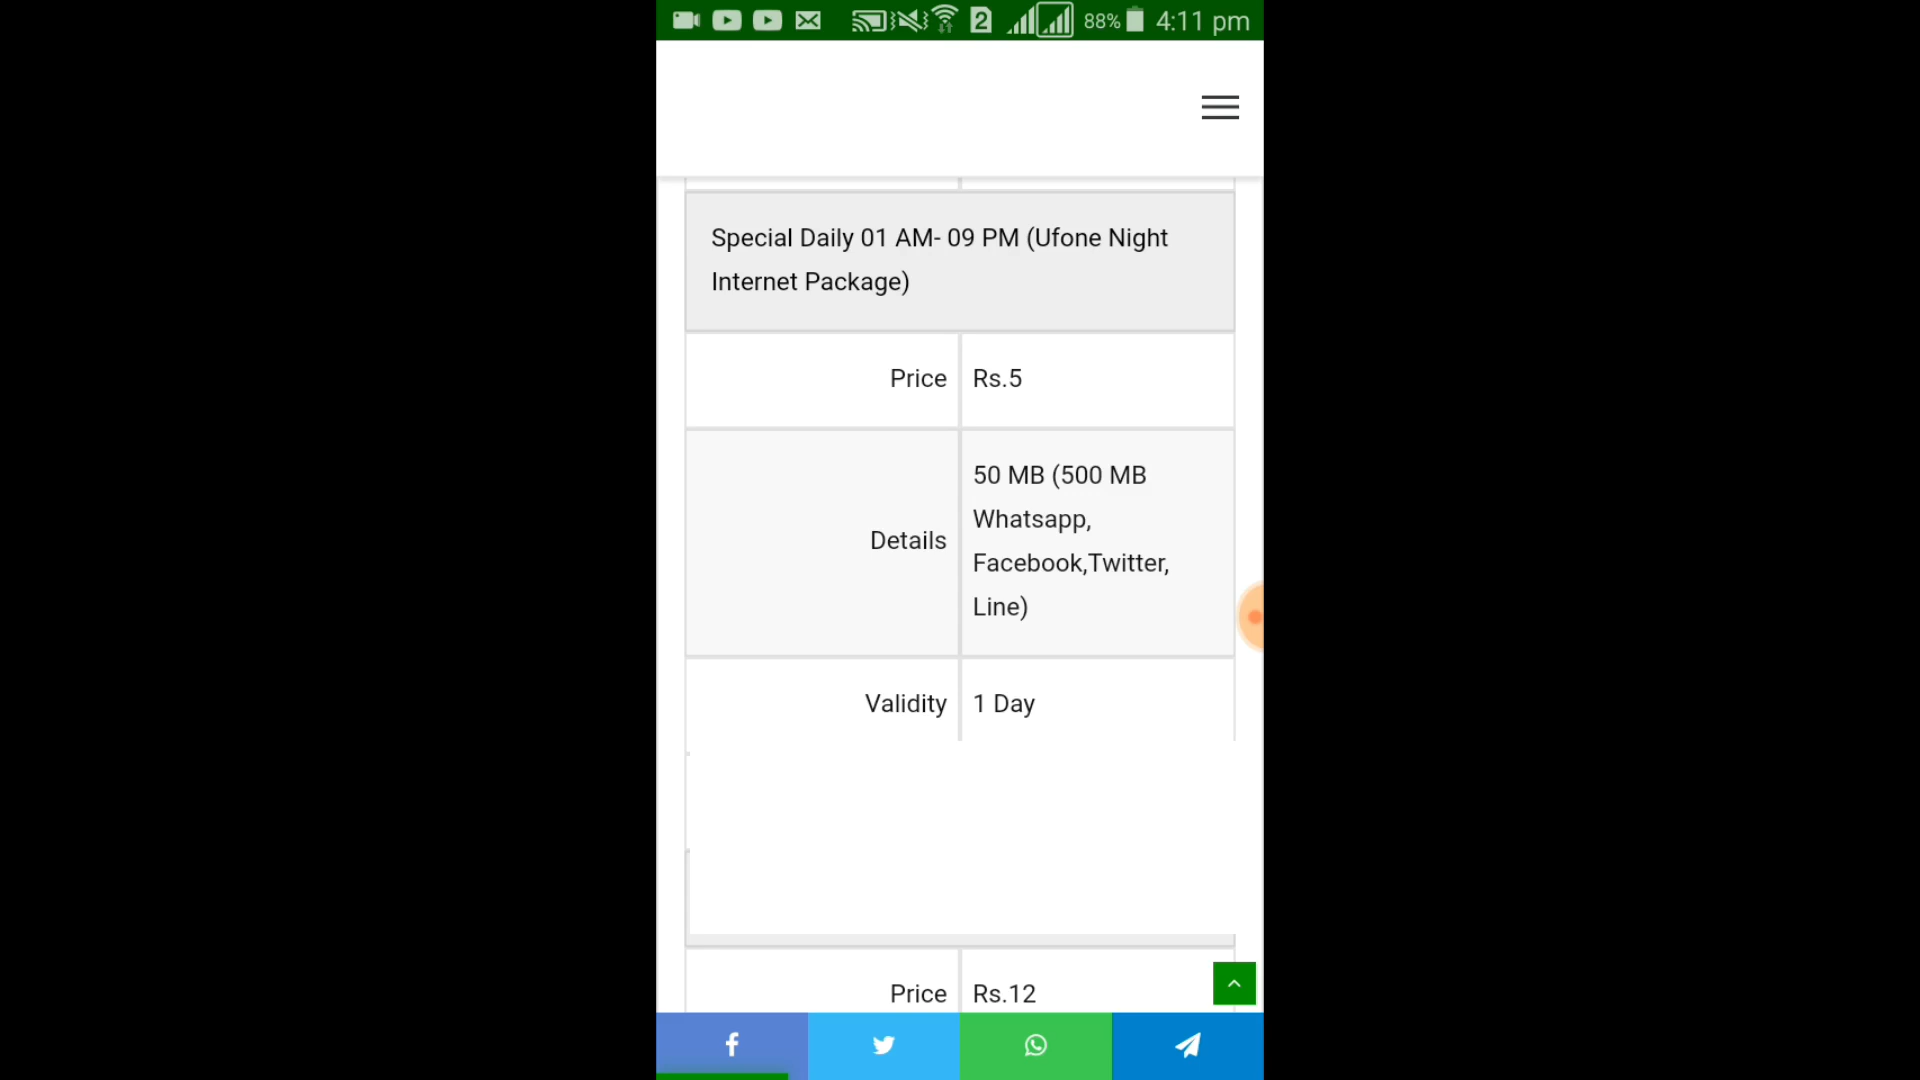 2 88% 4:11 pm
Special Daily 01 AM- 09 PM (Ufone Night
Internet Package)
Price Rs.5
Details 50 MB (500 MB
Whatsapp,
Facebook,Twitter,
Line)
Validity 1 Day
Price Rs.12